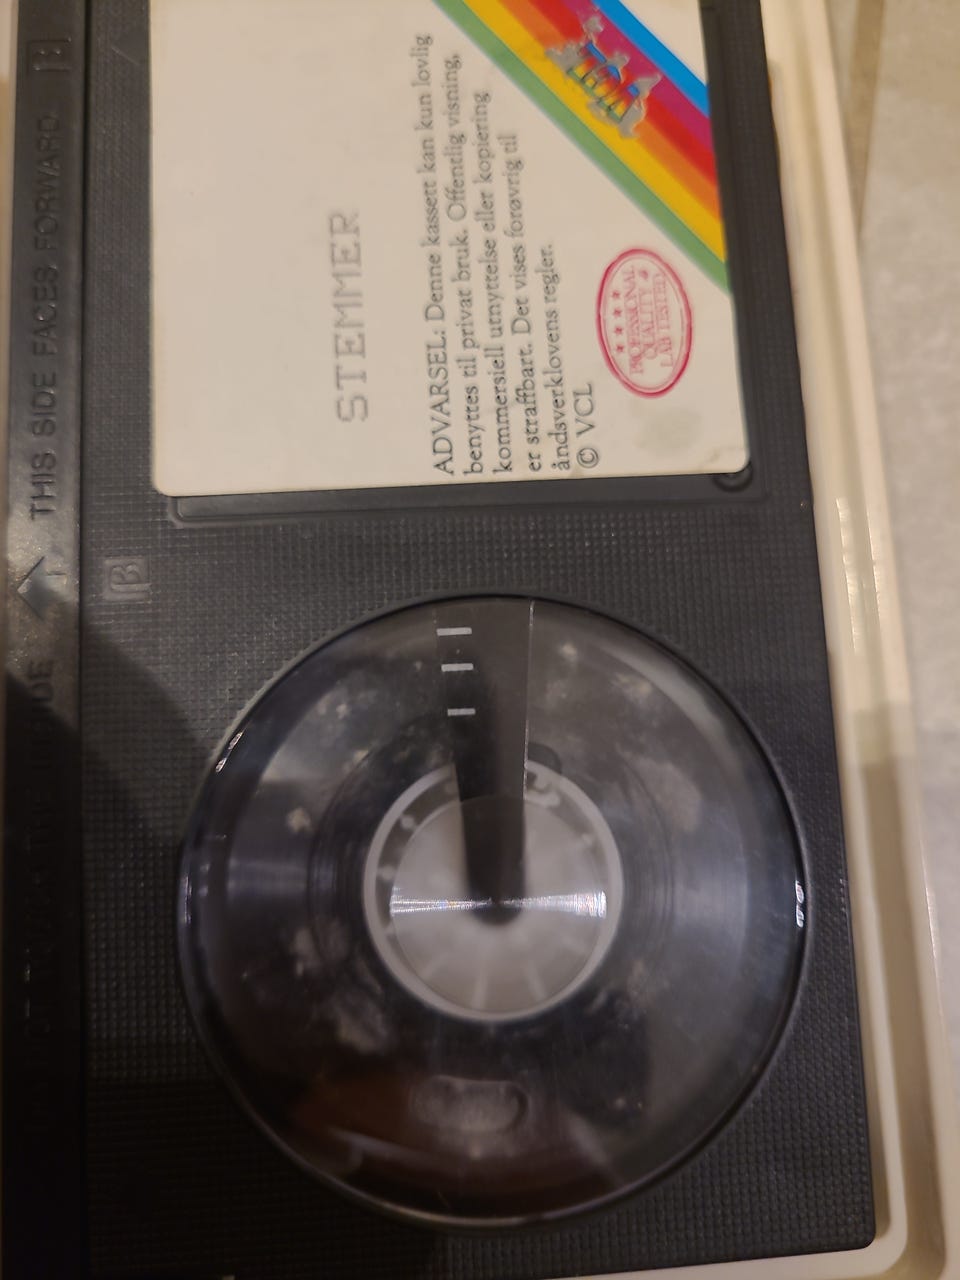 THIS SIDE FACES FORWARD.
β
STEMMER
ADVARSEL: Denne kassett kan kun lovlig
benyttes til privat bruk. Offentlig visning,
kommersiell utnyttelse eller kopiering
er straffbart. Det vises forøvrig til
åndsverklovens regler.
© VCL
PROFESSIONAL
QUALITY
LAB TESTED